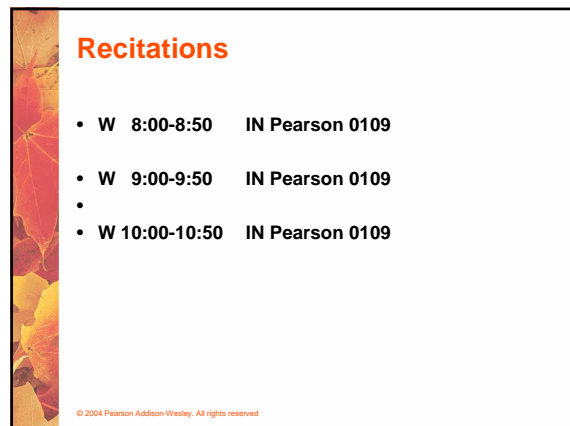 Recitations
• W 8:00-8:50 IN Pearson 0109
• W 9:00-9:50 IN Pearson 0109
•
• W 10:00-10:50 IN Pearson 0109
© 2004 Pearson Addison-Wesley. All rights reserved